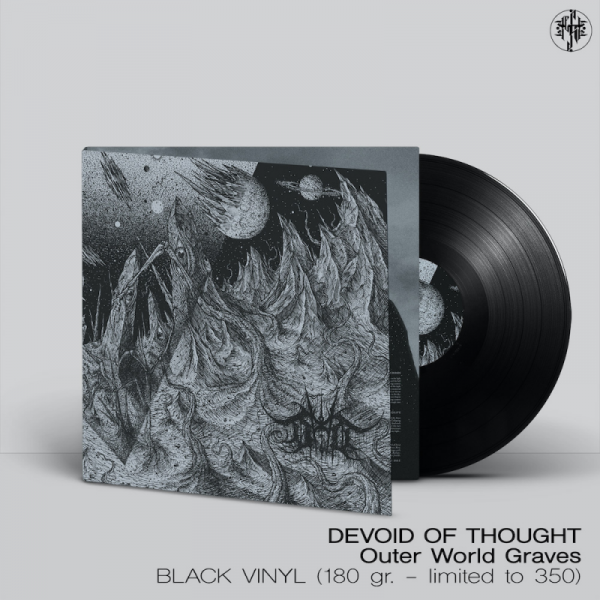 DEVOID OF THOUGHT
Outer World Graves
BLACK VINYL (180 gr. – limited to 350)